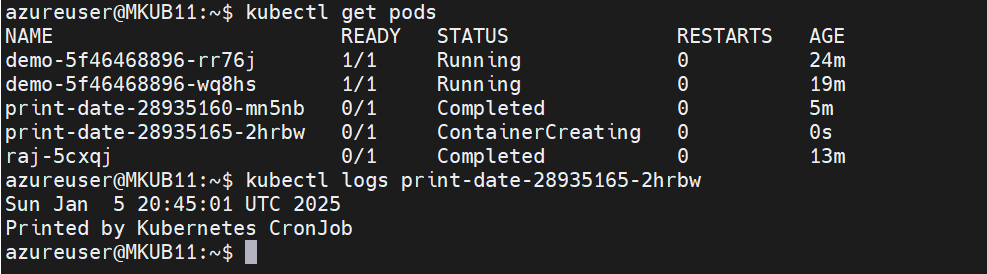 azureuser@MKUB11:~$ kubectl get pods
NAME                        READY   STATUS              RESTARTS   AGE
demo-5f46468896-rr76j       1/1     Running             0          24m
demo-5f46468896-wq8hs       1/1     Running             0          19m
print-date-28935160-mn5nb   0/1     Completed           0          5m
print-date-28935165-2hrbw   0/1     ContainerCreating   0          0s
raj-5cxqj                   0/1     Completed           0          13m
azureuser@MKUB11:~$ kubectl logs print-date-28935165-2hrbw
Sun Jan  5 20:45:01 UTC 2025
Printed by Kubernetes CronJob
azureuser@MKUB11:~$